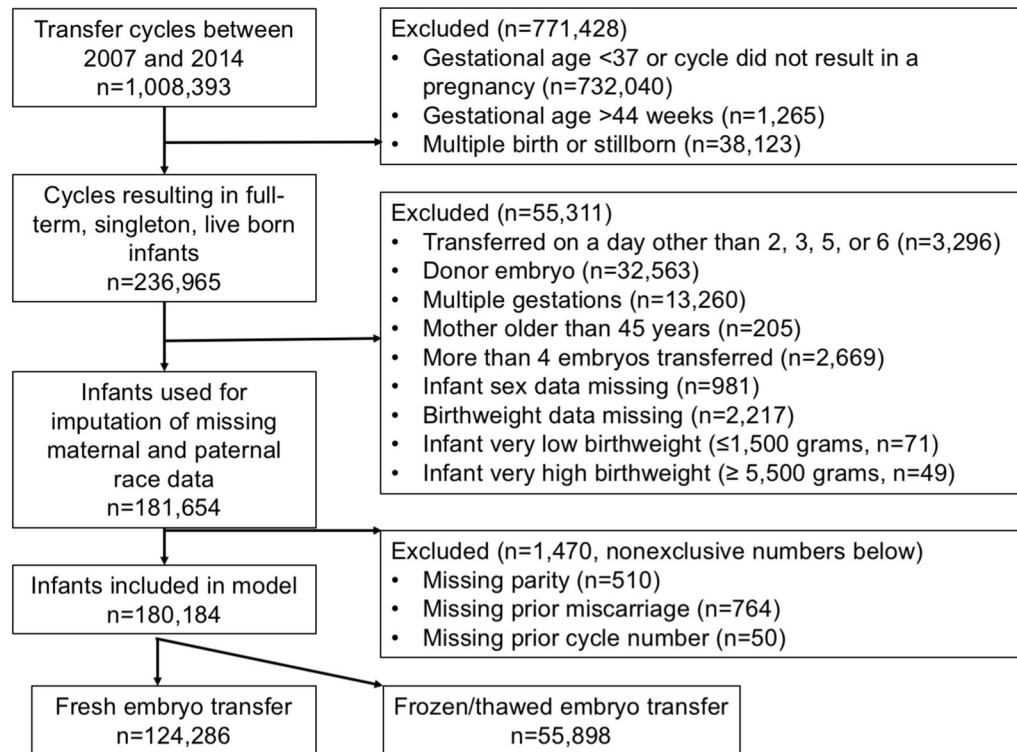 Transfer cycles between
2007 and 2014
n=1,008,393
Excluded (n=771,428)
• Gestational age <37 or cycle did not result in a
pregnancy (n=732,040)
• Gestational age >44 weeks (n=1,265)
• Multiple birth or stillborn (n=38,123)
Cycles resulting in full-
term, singleton, live born
infants
n=236,965
Excluded (n=55,311)
• Transferred on a day other than 2, 3, 5, or 6 (n=3,296)
• Donor embryo (n=32,563)
• Multiple gestations (n=13,260)
• Mother older than 45 years (n=205)
• More than 4 embryos transferred (n=2,669)
• Infant sex data missing (n=981)
• Birthweight data missing (n=2,217)
• Infant very low birthweight (≤1,500 grams, n=71)
• Infant very high birthweight (≥ 5,500 grams, n=49)
Infants used for
imputation of missing
maternal and paternal
race data
n=181,654
Excluded (n=1,470, nonexclusive numbers below)
• Missing parity (n=510)
• Missing prior miscarriage (n=764)
• Missing prior cycle number (n=50)
Infants included in model
n=180,184
Fresh embryo transfer
n=124,286
Frozen/thawed embryo transfer
n=55,898